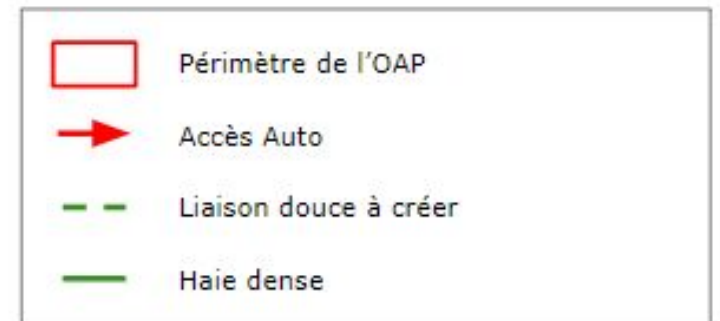 Périmètre de l’OAP
Accès Auto
Liaison douce à créer
Haie dense